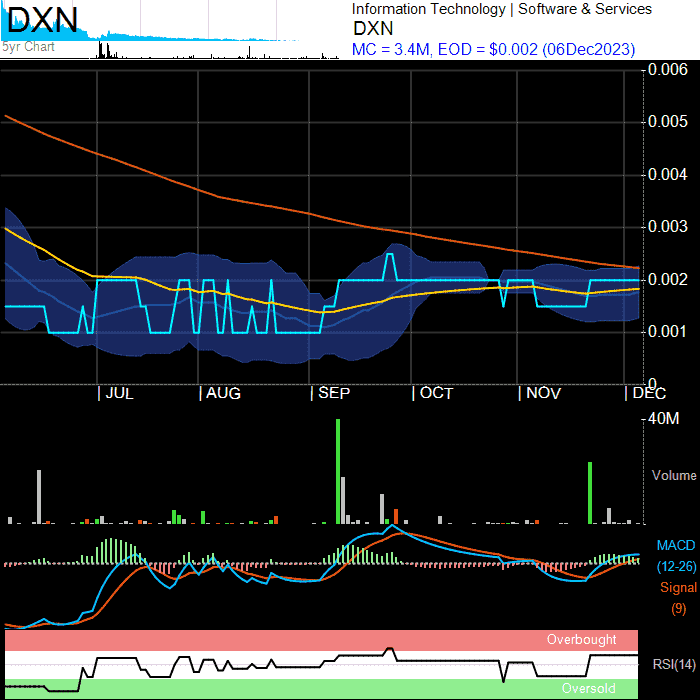 DXN
5yr Chart
Information Technology | Software & Services
DXN
MC = 3.4M, EOD = $0.002 (06Dec2023)
0.006
0.005
0.004
0.003
0.002
0.001
0
| JUL | AUG | SEP | OCT | NOV | DEC
40M
Volume
MACD
(12-26)
Signal
(9)
Overbought
RSI(14)
Oversold